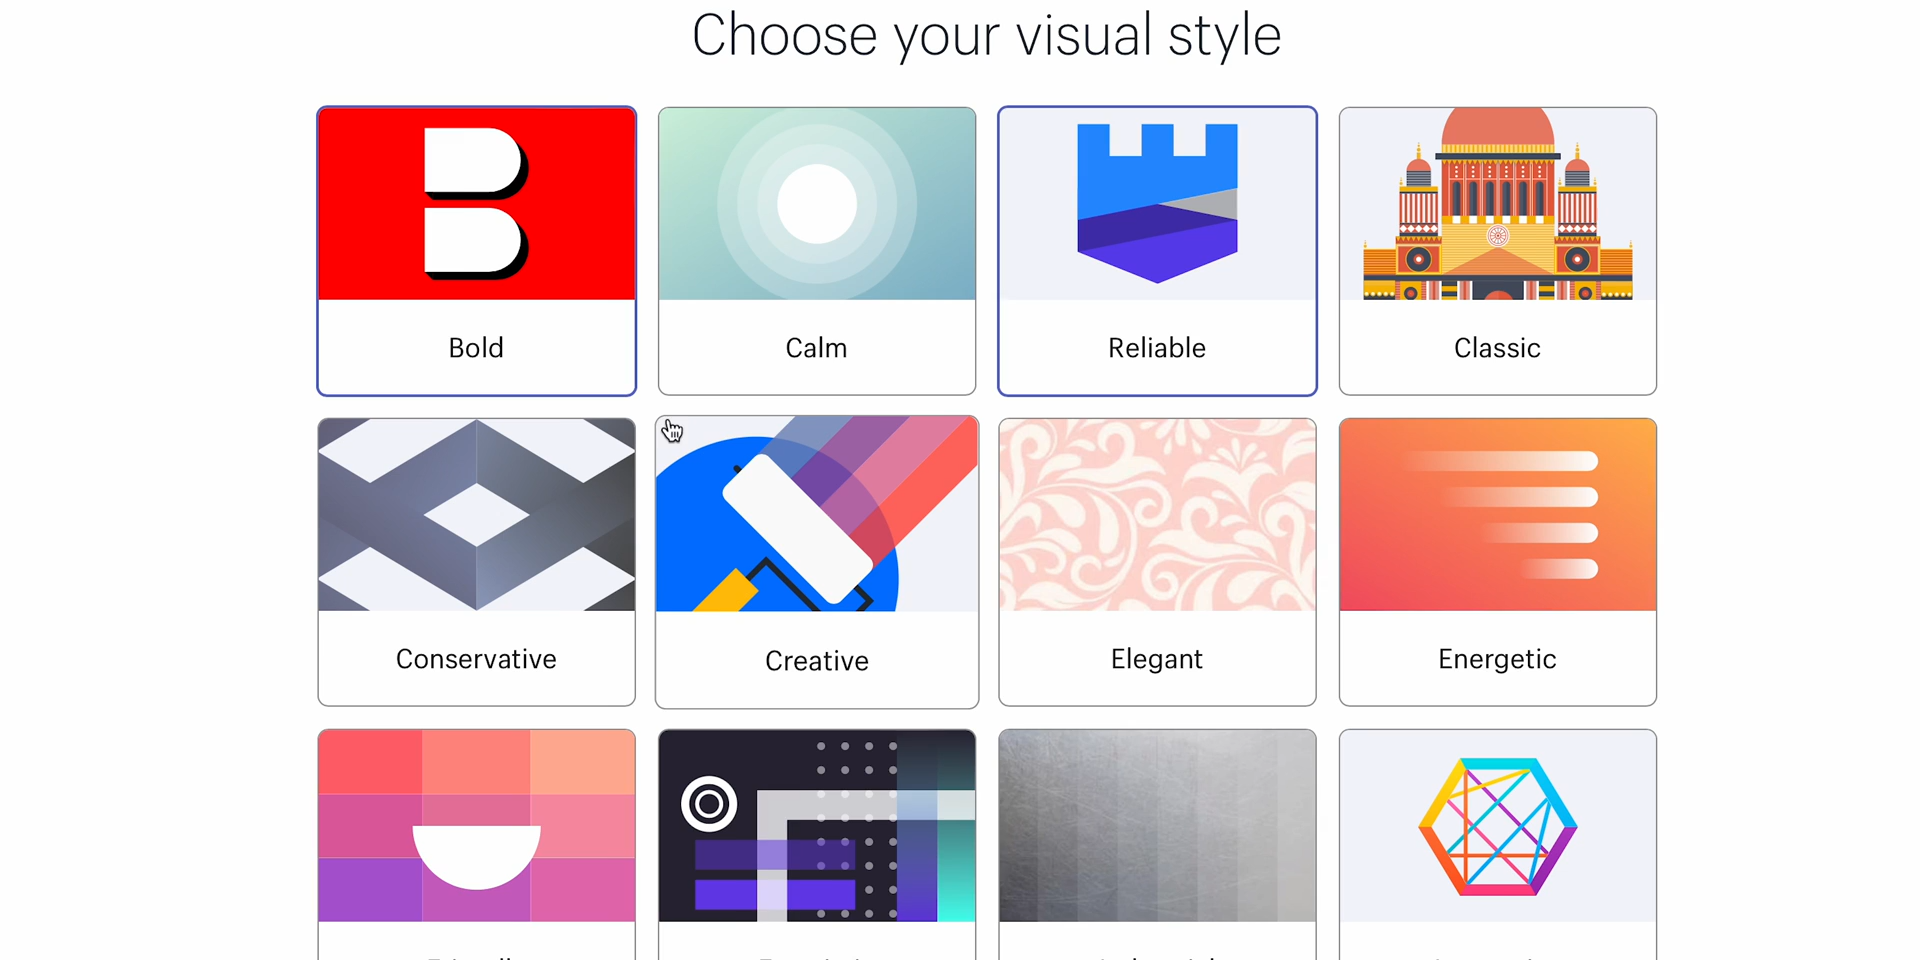 Choose your visual style
Bold
Calm
Reliable
Classic
Conservative
Creative
Elegant
Energetic